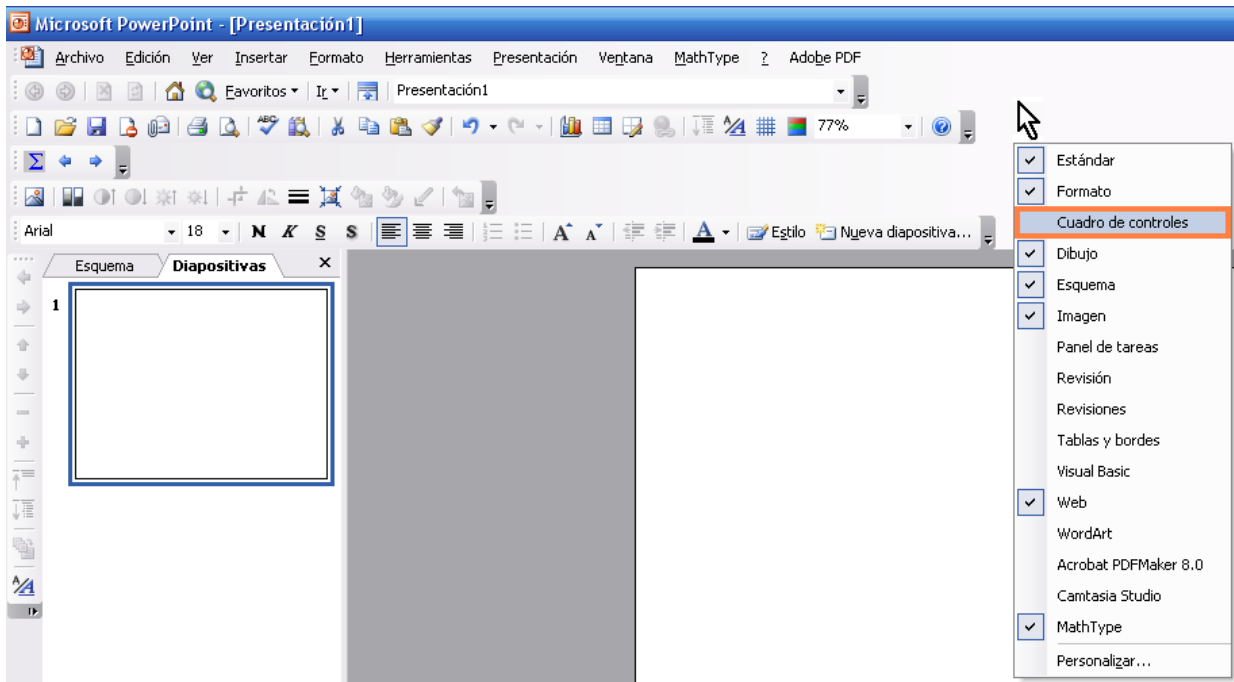 Microsoft PowerPoint - [Presentación1]
Archivo Edición Ver Insertar Formato Herramientas Presentación Ventana MathType ? Adobe PDF
Favoritos Ir Presentación1
ABC 77%
Σ
Arial 18 N K S S A A A Estilo Nueva diapositiva...
Esquema Diapositivas
1
Estándar
Formato
Cuadro de controles
Dibujo
Esquema
Imagen
Panel de tareas
Revisión
Revisiones
Tablas y bordes
Visual Basic
Web
WordArt
Acrobat PDFMaker 8.0
Camtasia Studio
MathType
Personalizar...